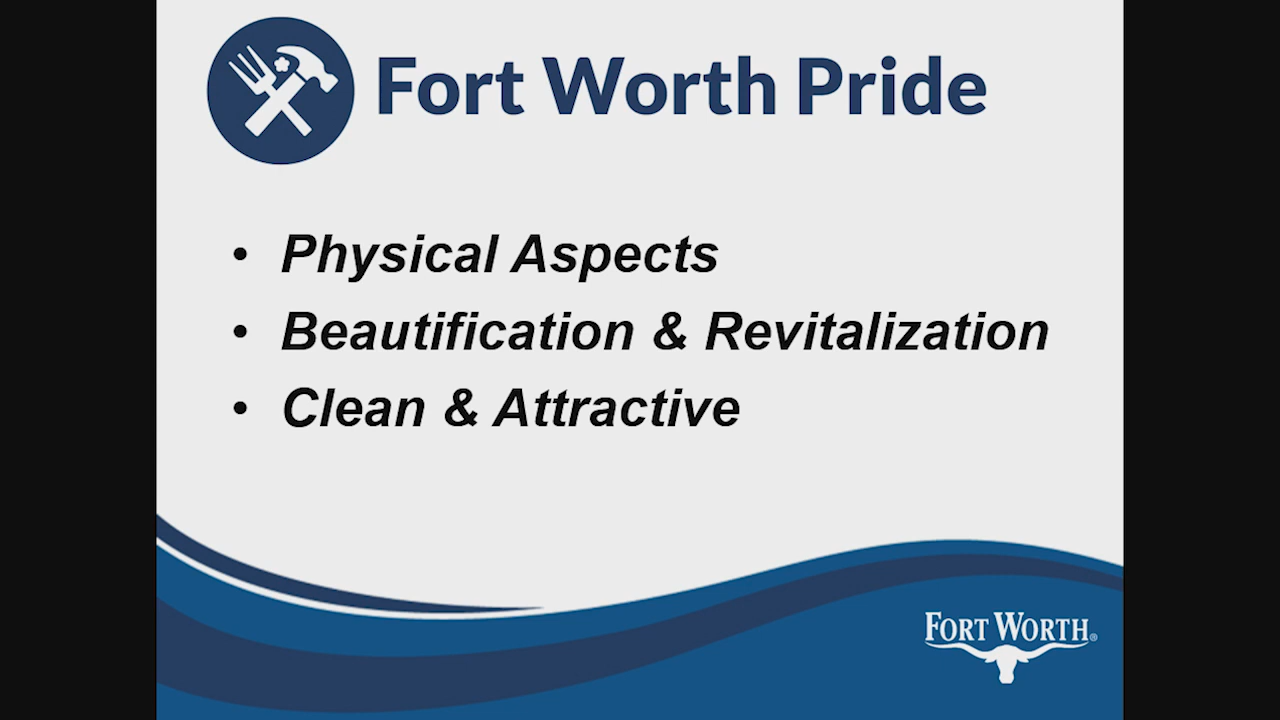 Fort Worth Pride
• Physical Aspects
• Beautification & Revitalization
• Clean & Attractive
FORT WORTH®